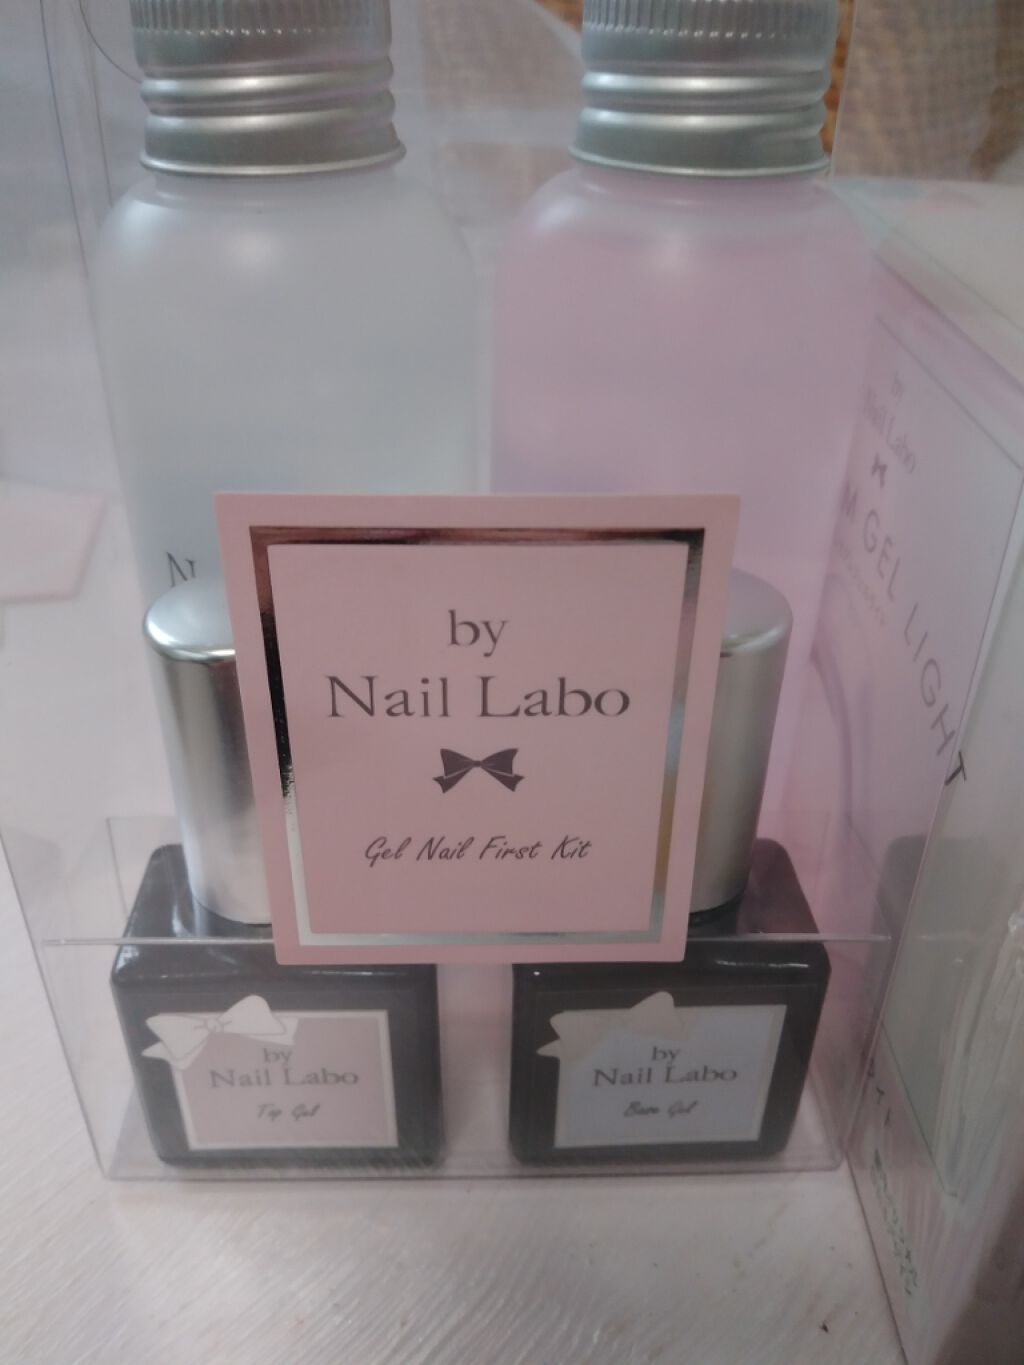 by
Nail Labo
Gel Nail First Kit
by
Nail Labo
Top Gel
by
Nail Labo
Base Gel
by
Nail Labo
GEL LIGHT